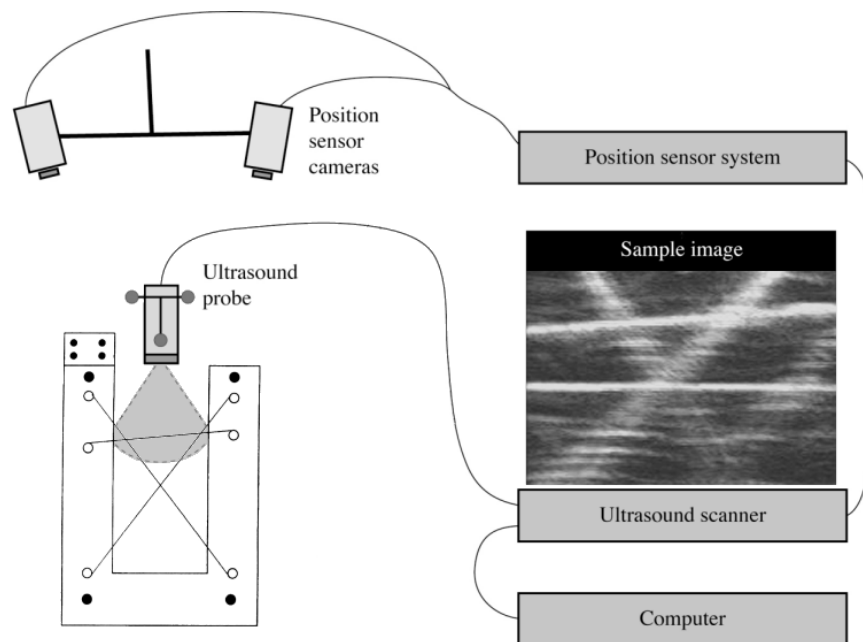 Position
sensor
cameras
Position sensor system
Sample image
Ultrasound
probe
Ultrasound scanner
Computer